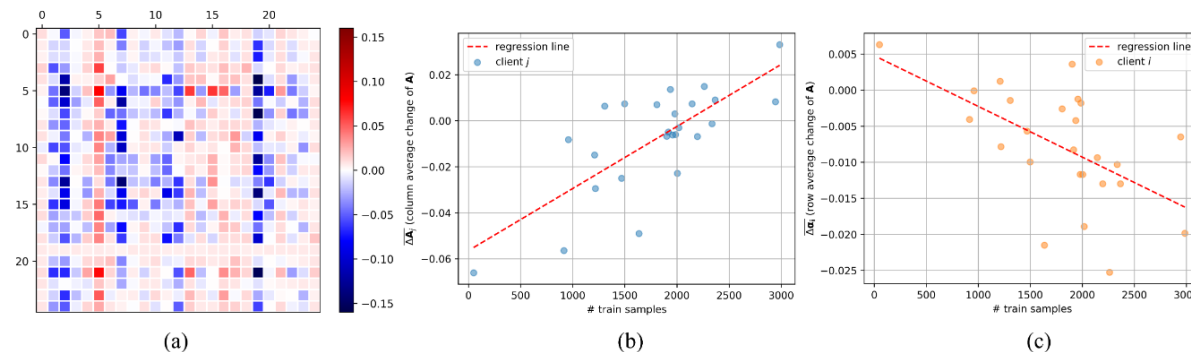 0 5 10 15 20
0
5
10
15
20
0.15
0.10
0.05
0.00
−0.05
−0.10
−0.15
(a)
0.02
0.00
−0.02
−0.04
−0.06
regression line
client j
0 500 1000 1500 2000 2500 3000
# train samples
(column average change of A)
(b)
0.005
0.000
−0.005
−0.010
−0.015
−0.020
−0.025
regression line
client i
0 500 1000 1500 2000 2500 3000
# train samples
(row average change of A)
(c)